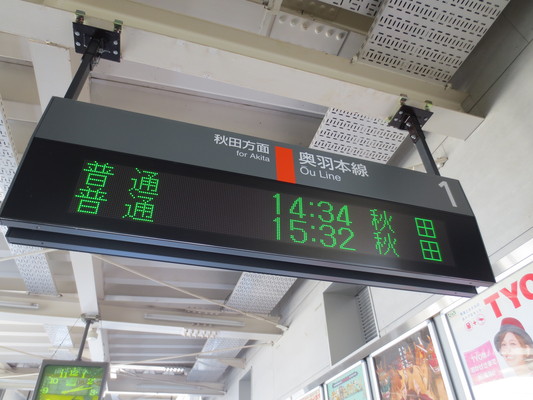 秋田方面 奥羽本線 1
for Akita Ou Line
普通 14:34 秋田
普通 15:32 秋田
TYO